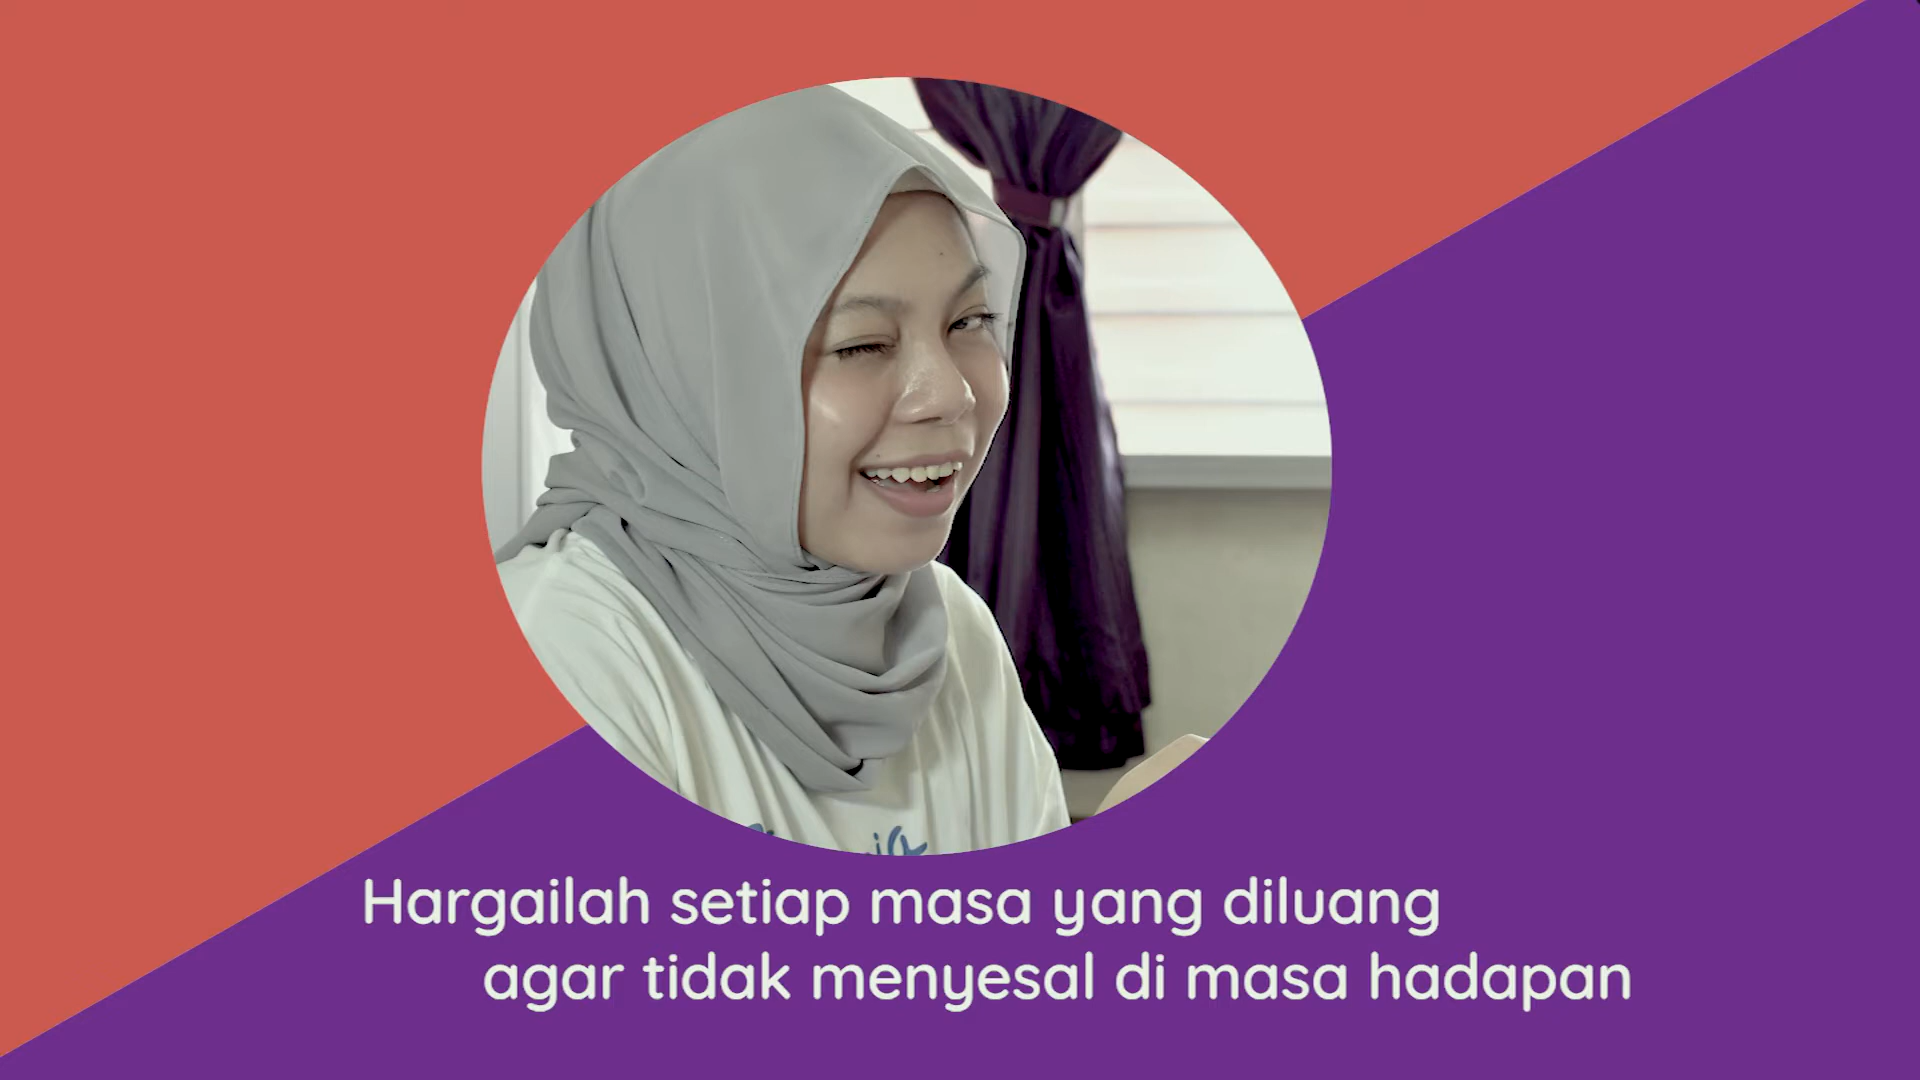 Hargailah setiap masa yang diluang
agar tidak menyesal di masa hadapan